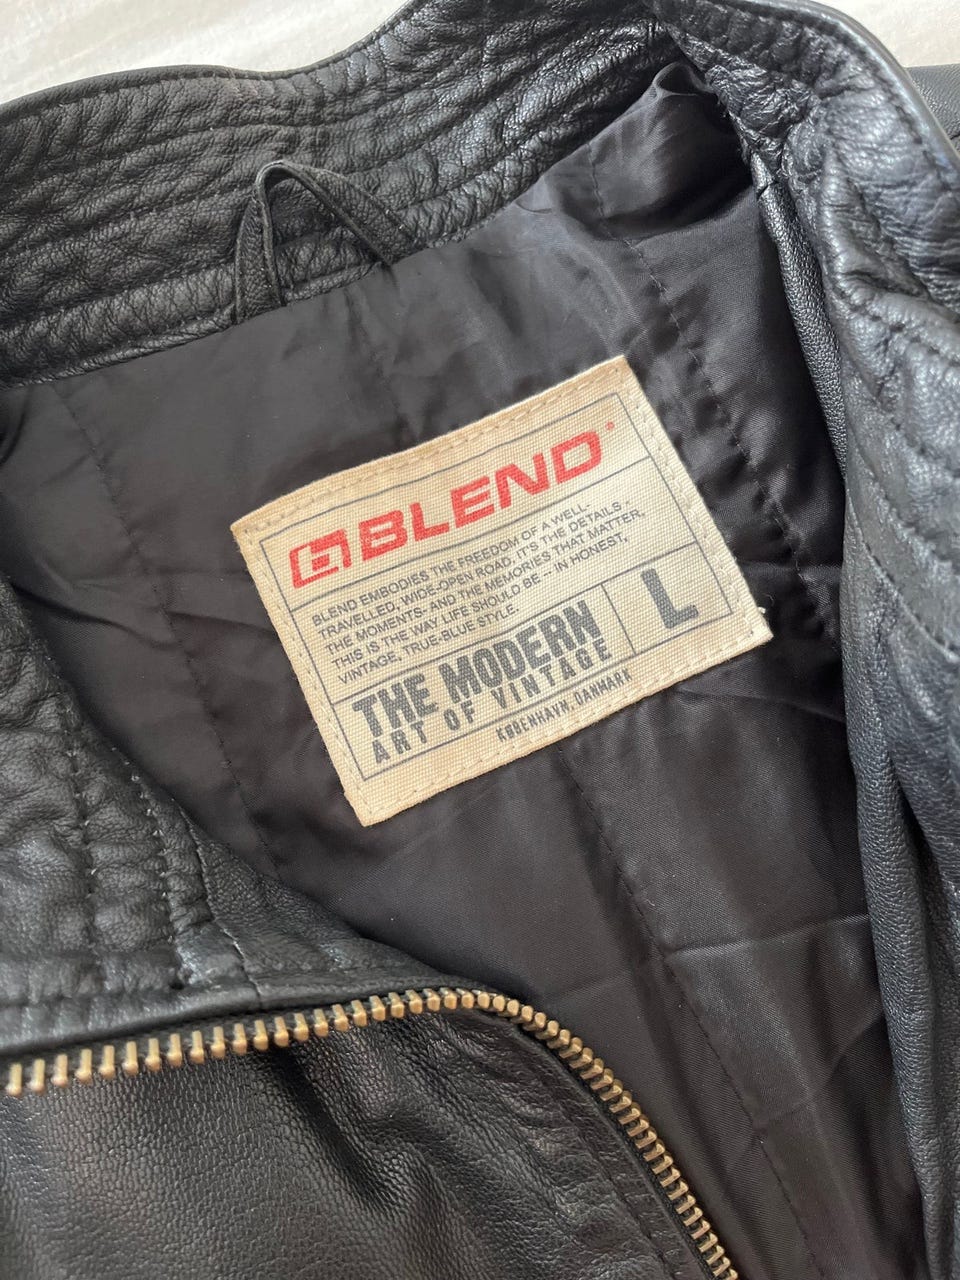 BLEND®
BLEND EMBODIES THE FREEDOM OF A WELL-
TRAVELLED, WIDE-OPEN ROAD. IT'S THE DETAILS -
THE MOMENTS- AND THE MEMORIES THAT MATTER.
THIS IS THE WAY LIFE SHOULD BE -- IN HONEST,
VINTAGE, TRUE-BLUE STYLE.
THE MODERN
ART OF VINTAGE
L
KØBENHAVN, DANMARK